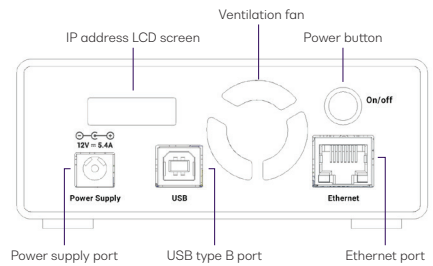 Ventilation fan
IP address LCD screen
Power button
On/off
12V ⎓ 5.4A
Power Supply
USB
Ethernet
Power supply port
USB type B port
Ethernet port